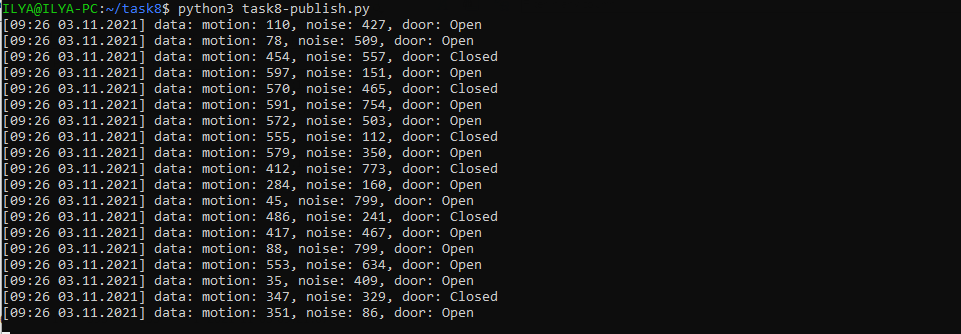 ILYA@ILYA-PC:~/task8$ python3 task8-publish.py
[09:26 03.11.2021] data: motion: 110, noise: 427, door: Open
[09:26 03.11.2021] data: motion: 78, noise: 509, door: Open
[09:26 03.11.2021] data: motion: 454, noise: 557, door: Closed
[09:26 03.11.2021] data: motion: 597, noise: 151, door: Open
[09:26 03.11.2021] data: motion: 570, noise: 465, door: Closed
[09:26 03.11.2021] data: motion: 591, noise: 754, door: Open
[09:26 03.11.2021] data: motion: 572, noise: 503, door: Open
[09:26 03.11.2021] data: motion: 555, noise: 112, door: Closed
[09:26 03.11.2021] data: motion: 579, noise: 350, door: Open
[09:26 03.11.2021] data: motion: 412, noise: 773, door: Closed
[09:26 03.11.2021] data: motion: 284, noise: 160, door: Open
[09:26 03.11.2021] data: motion: 45, noise: 799, door: Open
[09:26 03.11.2021] data: motion: 486, noise: 241, door: Closed
[09:26 03.11.2021] data: motion: 417, noise: 467, door: Open
[09:26 03.11.2021] data: motion: 88, noise: 799, door: Open
[09:26 03.11.2021] data: motion: 553, noise: 634, door: Open
[09:26 03.11.2021] data: motion: 35, noise: 409, door: Open
[09:26 03.11.2021] data: motion: 347, noise: 329, door: Closed
[09:26 03.11.2021] data: motion: 351, noise: 86, door: Open